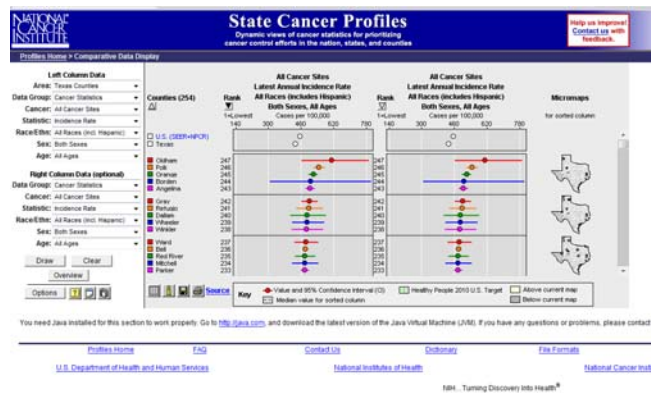 NATIONAL
CANCER
INSTITUTE
State Cancer Profiles
Dynamic views of cancer statistics for prioritizing
cancer control efforts in the nation, states, and counties
Help us improve!
Contact us with
feedback.
Profiles Home > Comparative Data Display
Left Column Data
Area: Texas Counties
Data Group: Cancer Statistics
Cancer: All Cancer Sites
Statistic: Incidence Rate
Race/Ethn: All Races (incl. Hispanic)
Sex: Both Sexes
Age: All Ages
Right Column Data (optional)
Data Group: Cancer Statistics
Cancer: All Cancer Sites
Statistic: Incidence Rate
Race/Ethn: All Races (incl. Hispanic)
Sex: Both Sexes
Age: All Ages
Draw Clear
Overview
Options
Counties (254)
Rank
1=Lowest
All Cancer Sites
Latest Annual Incidence Rate
All Races (includes Hispanic)
Both Sexes, All Ages
Cases per 100,000
140 300 460 620 780
Rank
1=Lowest
All Cancer Sites
Latest Annual Incidence Rate
All Races (includes Hispanic)
Both Sexes, All Ages
Cases per 100,000
140 300 460 620 780
Micromaps
for sorted column
U.S. (SEER+NPCR)
Texas
Oldham 247 247
Polk 246 246
Orange 245 245
Borden 244 244
Angelina 243 243
Gray 242 242
Refugio 241 241
Dallam 240 240
Wheeler 239 239
Winkler 238 238
Ward 237 237
Bell 236 236
Red River 235 235
Mitchell 234 234
Parker 233 233
Source
Key
Value and 95% Confidence Interval (CI)
Median value for sorted column
Healthy People 2010 U.S. Target
Above current map
Below current map
You need Java installed for this section to work properly. Go to http://java.com, and download the latest version of the Java Virtual Machine (JVM). If you have any questions or problems, please contact
Profiles Home FAQ Contact Us Dictionary File Formats
U.S. Department of Health and Human Services National Institutes of Health National Cancer Insti
NIH... Turning Discovery Into Health®